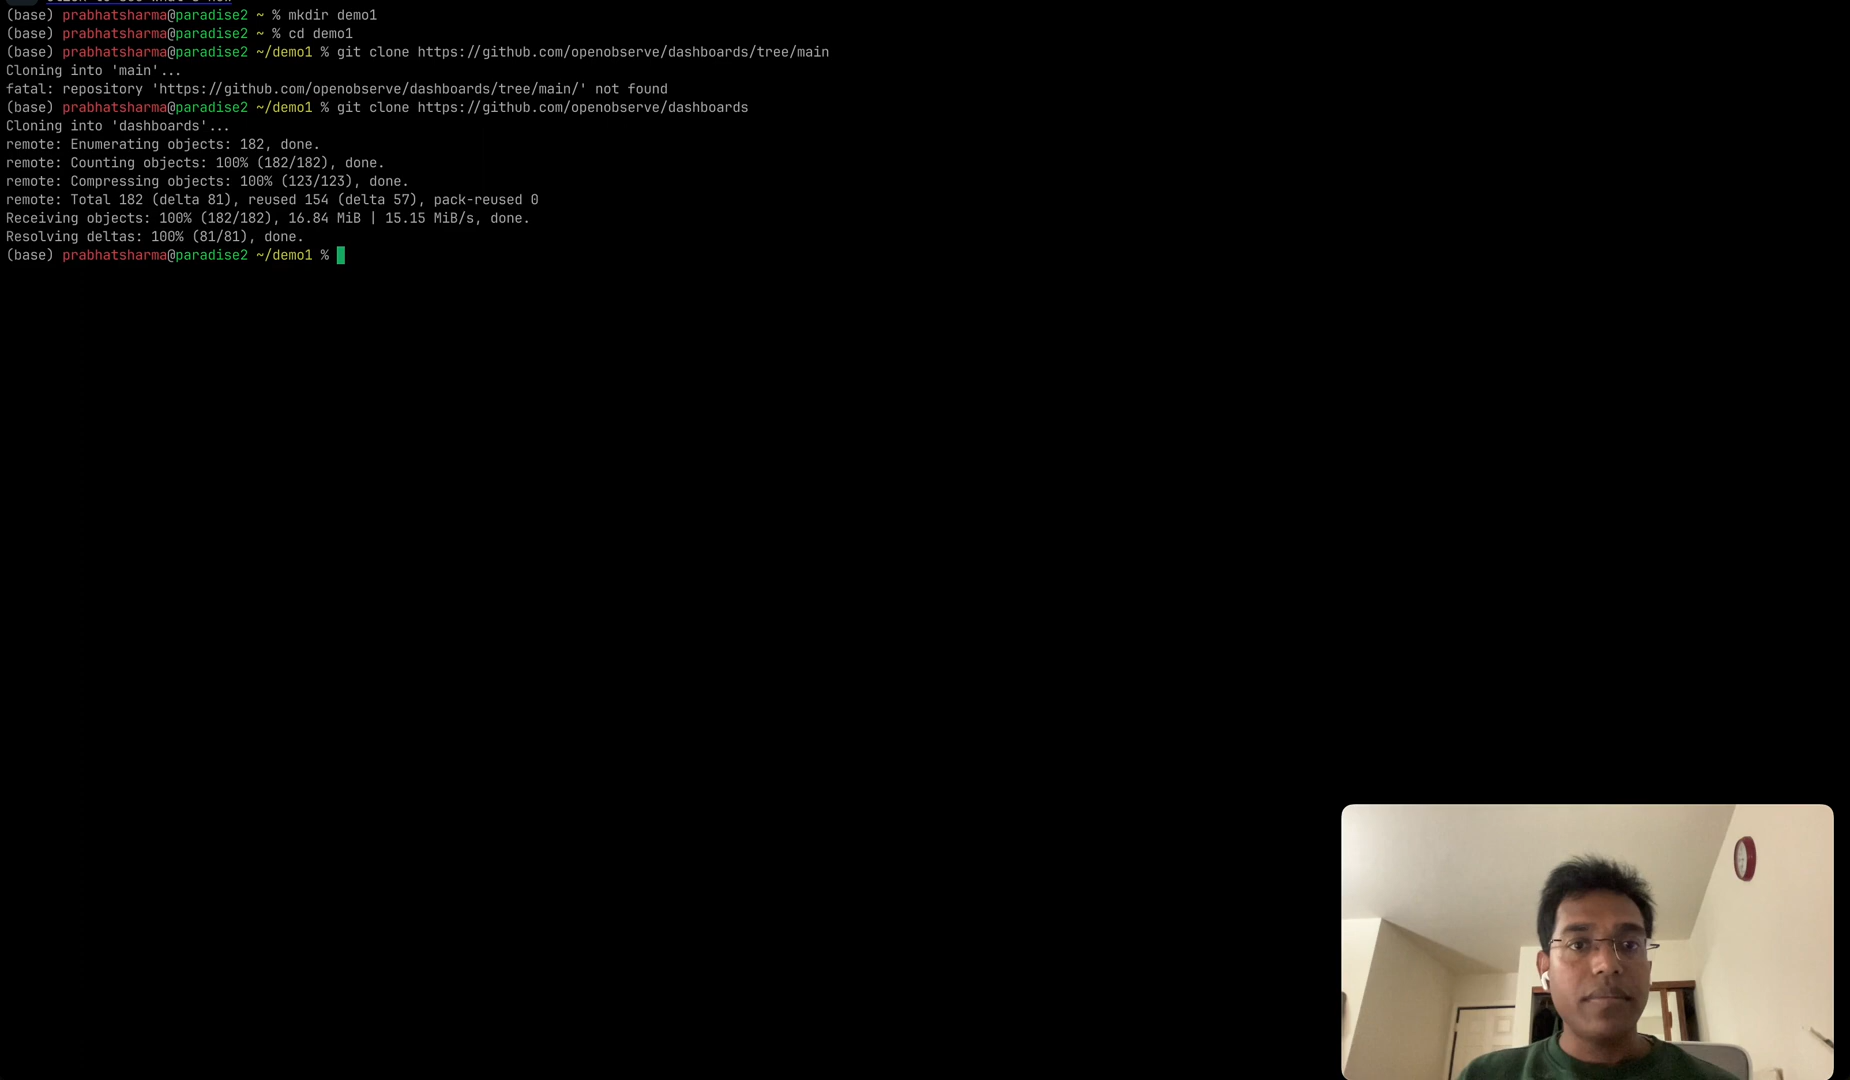 (base) prabhatsharma@paradise2 ~ % mkdir demo1
(base) prabhatsharma@paradise2 ~ % cd demo1
(base) prabhatsharma@paradise2 ~/demo1 % git clone https://github.com/openobserve/dashboards/tree/main
Cloning into 'main'...
fatal: repository 'https://github.com/openobserve/dashboards/tree/main/' not found
(base) prabhatsharma@paradise2 ~/demo1 % git clone https://github.com/openobserve/dashboards
Cloning into 'dashboards'...
remote: Enumerating objects: 182, done.
remote: Counting objects: 100% (182/182), done.
remote: Compressing objects: 100% (123/123), done.
remote: Total 182 (delta 81), reused 154 (delta 57), pack-reused 0
Receiving objects: 100% (182/182), 16.84 MiB | 15.15 MiB/s, done.
Resolving deltas: 100% (81/81), done.
(base) prabhatsharma@paradise2 ~/demo1 %